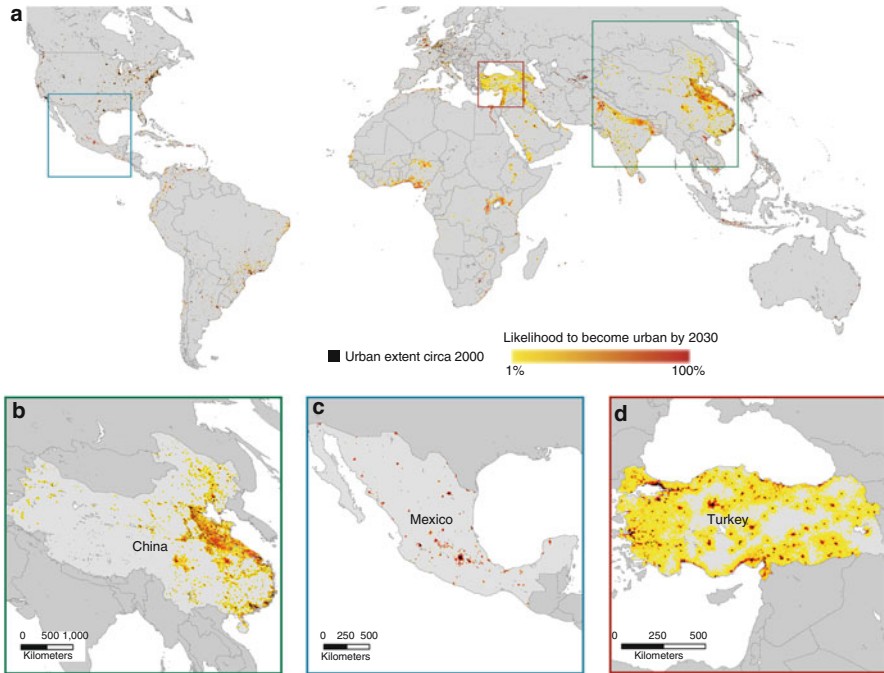 a
Likelihood to become urban by 2030
Urban extent circa 2000
1% 100%
b
China
0 500 1,000
Kilometers
c
Mexico
0 250 500
Kilometers
d
Turkey
0 250 500
Kilometers